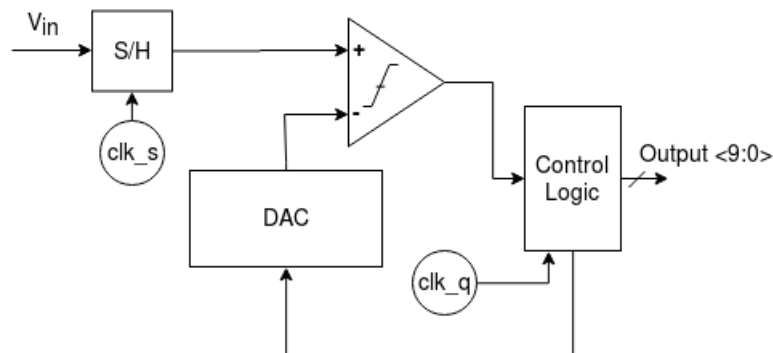 Vin
S/H
+
-
clk_s
DAC
Control
Logic
Output <9:0>
clk_q